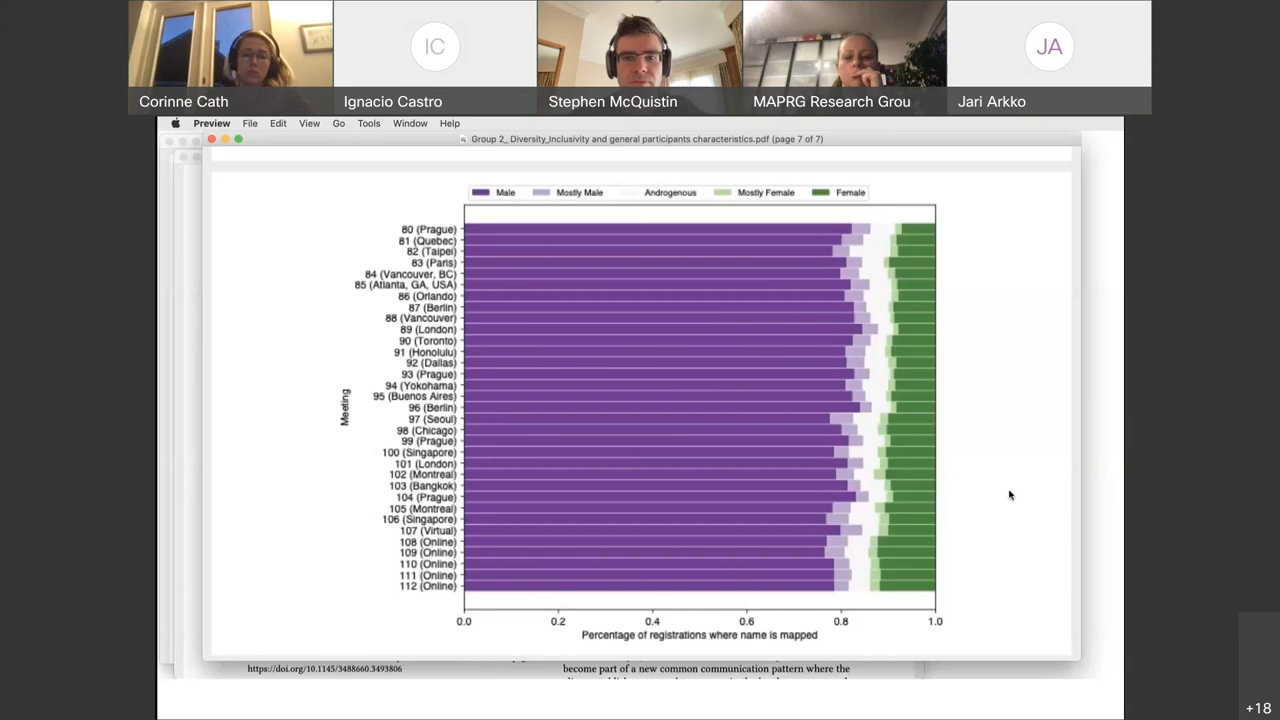 IC
JA
Corinne Cath
Ignacio Castro
Stephen McQuistin
MAPRG Research Grou
Jari Arkko
Preview File Edit View Go Tools Window Help
Group 2_ Diversity_Inclusivity and general participants characteristics.pdf (page 7 of 7)
Male Mostly Male Androgenous Mostly Female Female
80 (Prague)
81 (Quebec)
82 (Taipei)
83 (Paris)
84 (Vancouver, BC)
85 (Atlanta, GA, USA)
86 (Orlando)
87 (Berlin)
88 (Vancouver)
89 (London)
90 (Toronto)
91 (Honolulu)
92 (Dallas)
93 (Prague)
94 (Yokohama)
95 (Buenos Aires)
96 (Berlin)
97 (Seoul)
98 (Chicago)
99 (Prague)
100 (Singapore)
101 (London)
102 (Montreal)
103 (Bangkok)
104 (Prague)
105 (Montreal)
106 (Singapore)
107 (Virtual)
108 (Online)
109 (Online)
110 (Online)
111 (Online)
112 (Online)
Meeting
0.0 0.2 0.4 0.6 0.8 1.0
Percentage of registrations where name is mapped
https://doi.org/10.1145/3488660.3493806
become part of a new common communication pattern where the
+18